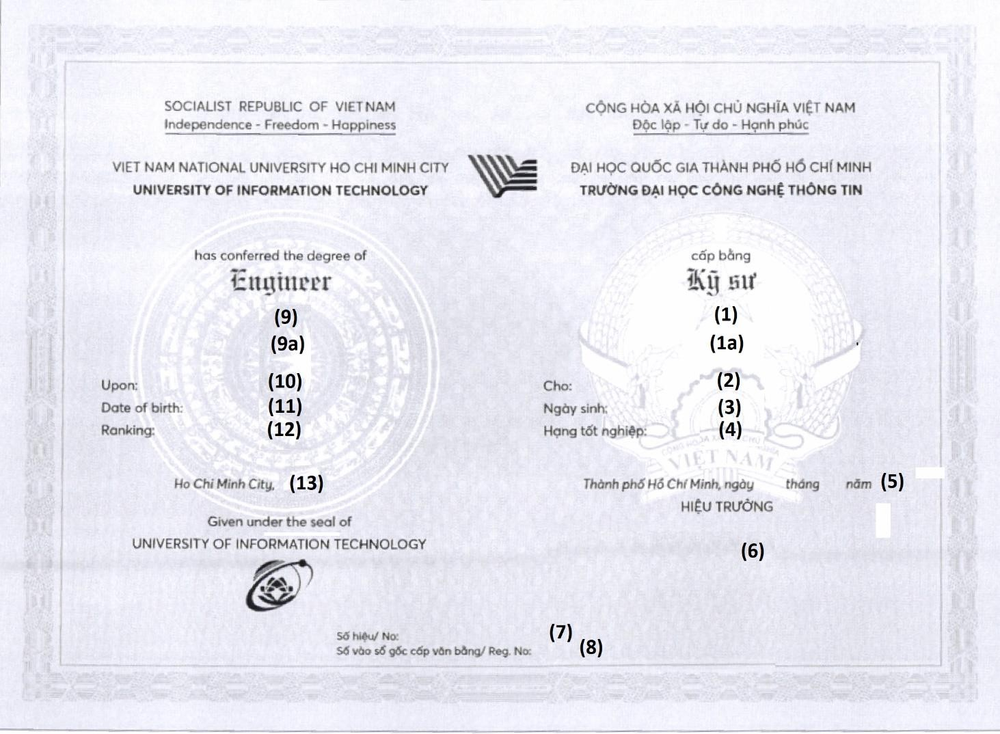 SOCIALIST REPUBLIC OF VIETNAM
Independence - Freedom - Happiness
VIET NAM NATIONAL UNIVERSITY HO CHI MINH CITY
UNIVERSITY OF INFORMATION TECHNOLOGY
has conferred the degree of
Engineer
(9)
(9a)
Upon: (10)
Date of birth: (11)
Ranking: (12)
Ho Chi Minh City, (13)
Given under the seal of
UNIVERSITY OF INFORMATION TECHNOLOGY
CỘNG HÒA XÃ HỘI CHỦ NGHĨA VIỆT NAM
Độc lập - Tự do - Hạnh phúc
ĐẠI HỌC QUỐC GIA THÀNH PHỐ HỒ CHÍ MINH
TRƯỜNG ĐẠI HỌC CÔNG NGHỆ THÔNG TIN
cấp bằng
Kỹ sư
(1)
(1a)
Cho: (2)
Ngày sinh: (3)
Hạng tốt nghiệp: (4)
VIỆT NAM
Thành phố Hồ Chí Minh, ngày tháng năm (5)
HIỆU TRƯỞNG
(6)
Số hiệu/ No: (7)
Số vào sổ gốc cấp văn bằng/ Reg. No: (8)